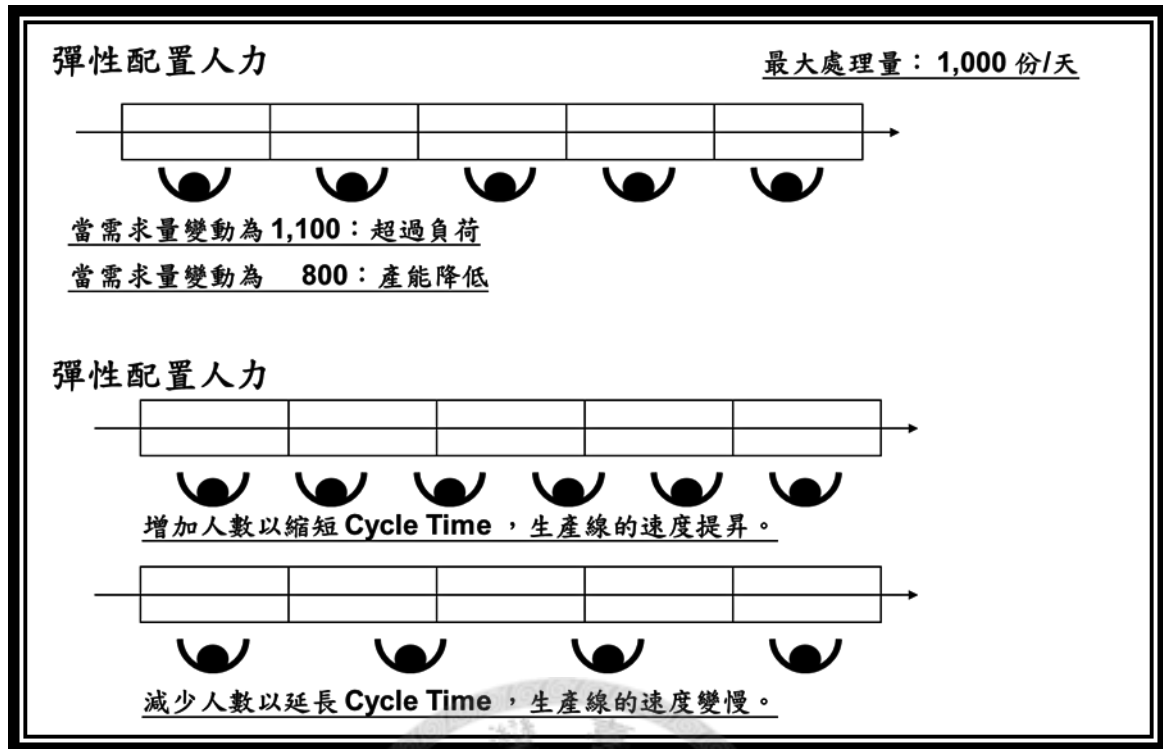 彈性配置人力
最大處理量：1,000 份/天
當需求量變動為 1,100：超過負荷
當需求量變動為 800：產能降低
彈性配置人力
增加人數以縮短 Cycle Time ，生產線的速度提昇。
減少人數以延長 Cycle Time ，生產線的速度變慢。